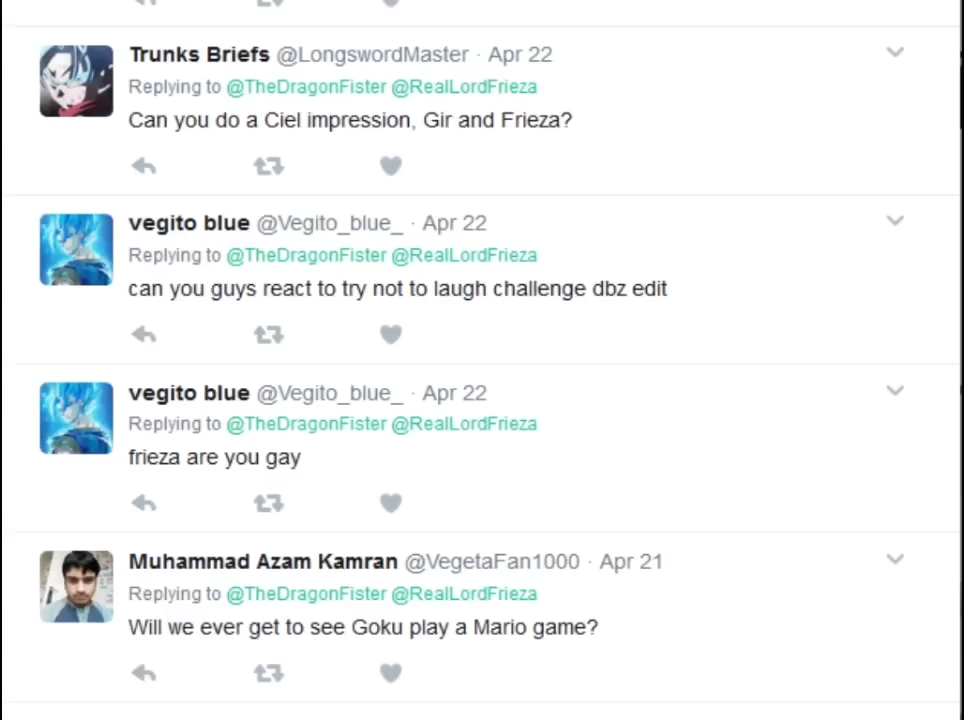 Trunks Briefs @LongswordMaster · Apr 22
Replying to @TheDragonFister @RealLordFrieza
Can you do a Ciel impression, Gir and Frieza?
vegito blue @Vegito_blue_ · Apr 22
Replying to @TheDragonFister @RealLordFrieza
can you guys react to try not to laugh challenge dbz edit
vegito blue @Vegito_blue_ · Apr 22
Replying to @TheDragonFister @RealLordFrieza
frieza are you gay
Muhammad Azam Kamran @VegetaFan1000 · Apr 21
Replying to @TheDragonFister @RealLordFrieza
Will we ever get to see Goku play a Mario game?